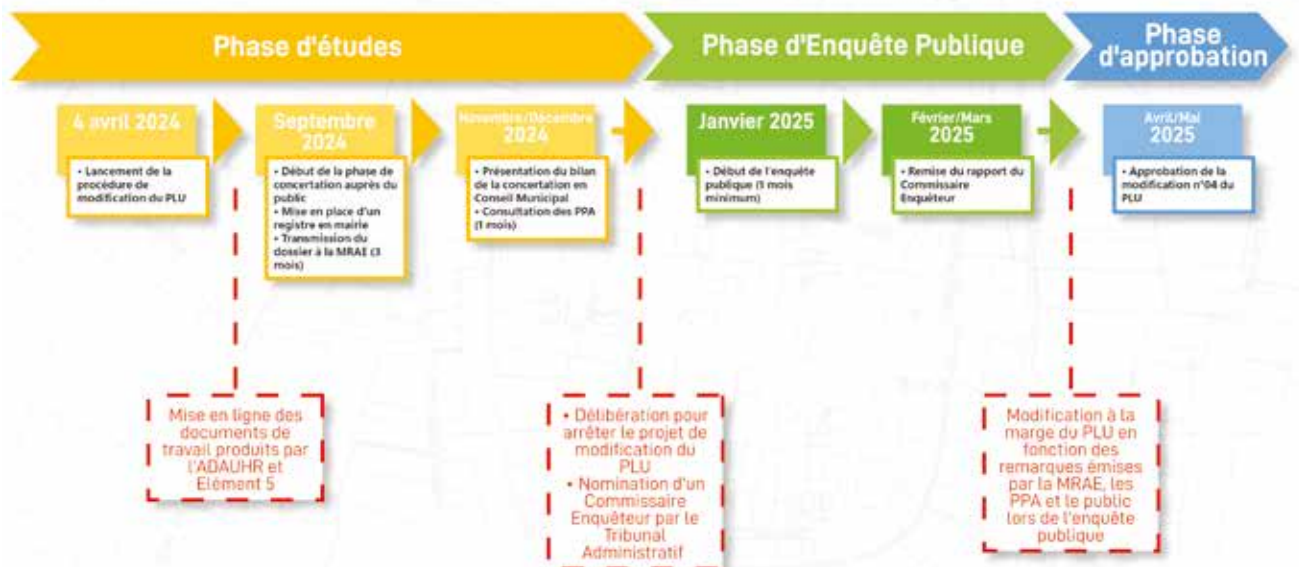 Phase d'études
Phase d'Enquête Publique
Phase
d'approbation
4 avril 2024
• Lancement de la
procédure de
modification du PLU
Septembre
2024
• Début de la phase de
concertation auprès du
public
• Mise en place d'un
registre en mairie
• Transmission du
dossier à la MRAE (3
mois)
Novembre/Décembre
2024
• Présentation du bilan
de la concertation en
Conseil Municipal
• Consultation des PPA
(1 mois)
Janvier 2025
• Début de l'enquête
publique (1 mois
minimum)
Février/Mars
2025
• Remise du rapport du
Commissaire
Enquêteur
Avril/Mai
2025
• Approbation de la
modification n°04 du
PLU
Mise en ligne des
documents de
travail produits par
l'ADAUHR et
Elément 5
• Délibération pour
arrêter le projet de
modification du
PLU
• Nomination d'un
Commissaire
Enquêteur par le
Tribunal
Administratif
Modification à la
marge du PLU en
fonction des
remarques émises
par la MRAE, les
PPA et le public
lors de l'enquête
publique